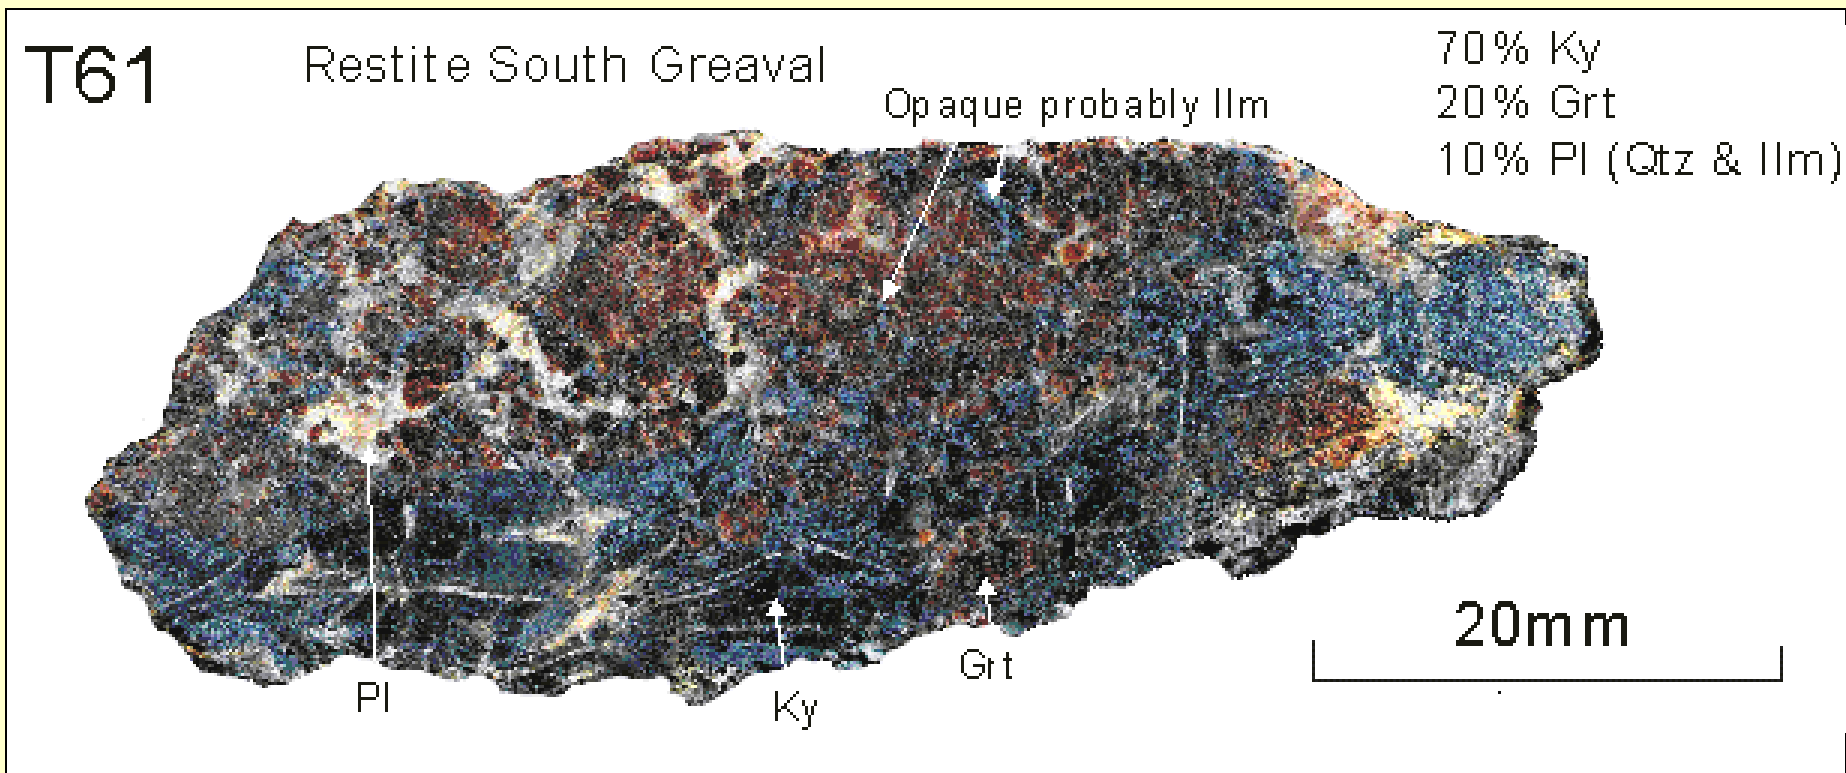 T61
Restite South Greaval
70% Ky
20% Grt
10% Pl (Qtz & Ilm)
Opaque probably Ilm
20mm
Pl
Ky
Grt